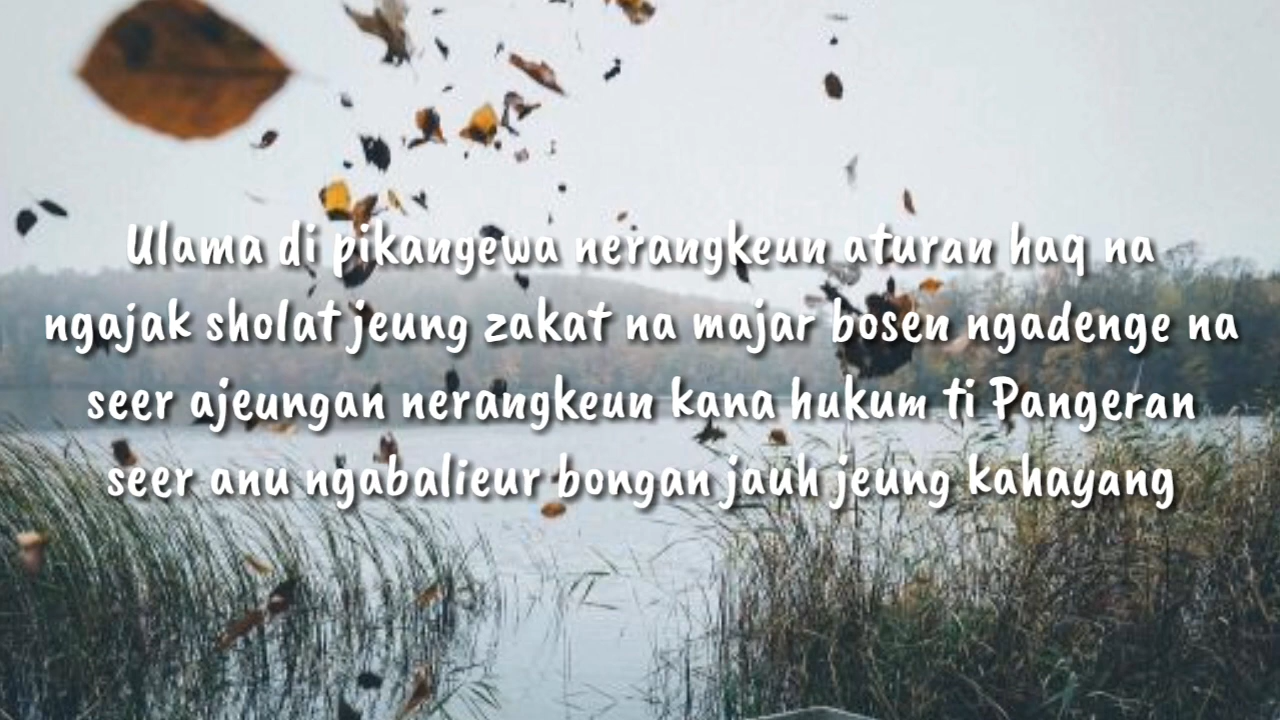 Ulama di pikangewa nerangkeun aturan haq na
ngajak sholat jeung zakat na majar bosen ngadenge na
seer ajeungan nerangkeun kana hukum ti Pangeran
seer anu ngabalieur bongan jauh jeung kahayang